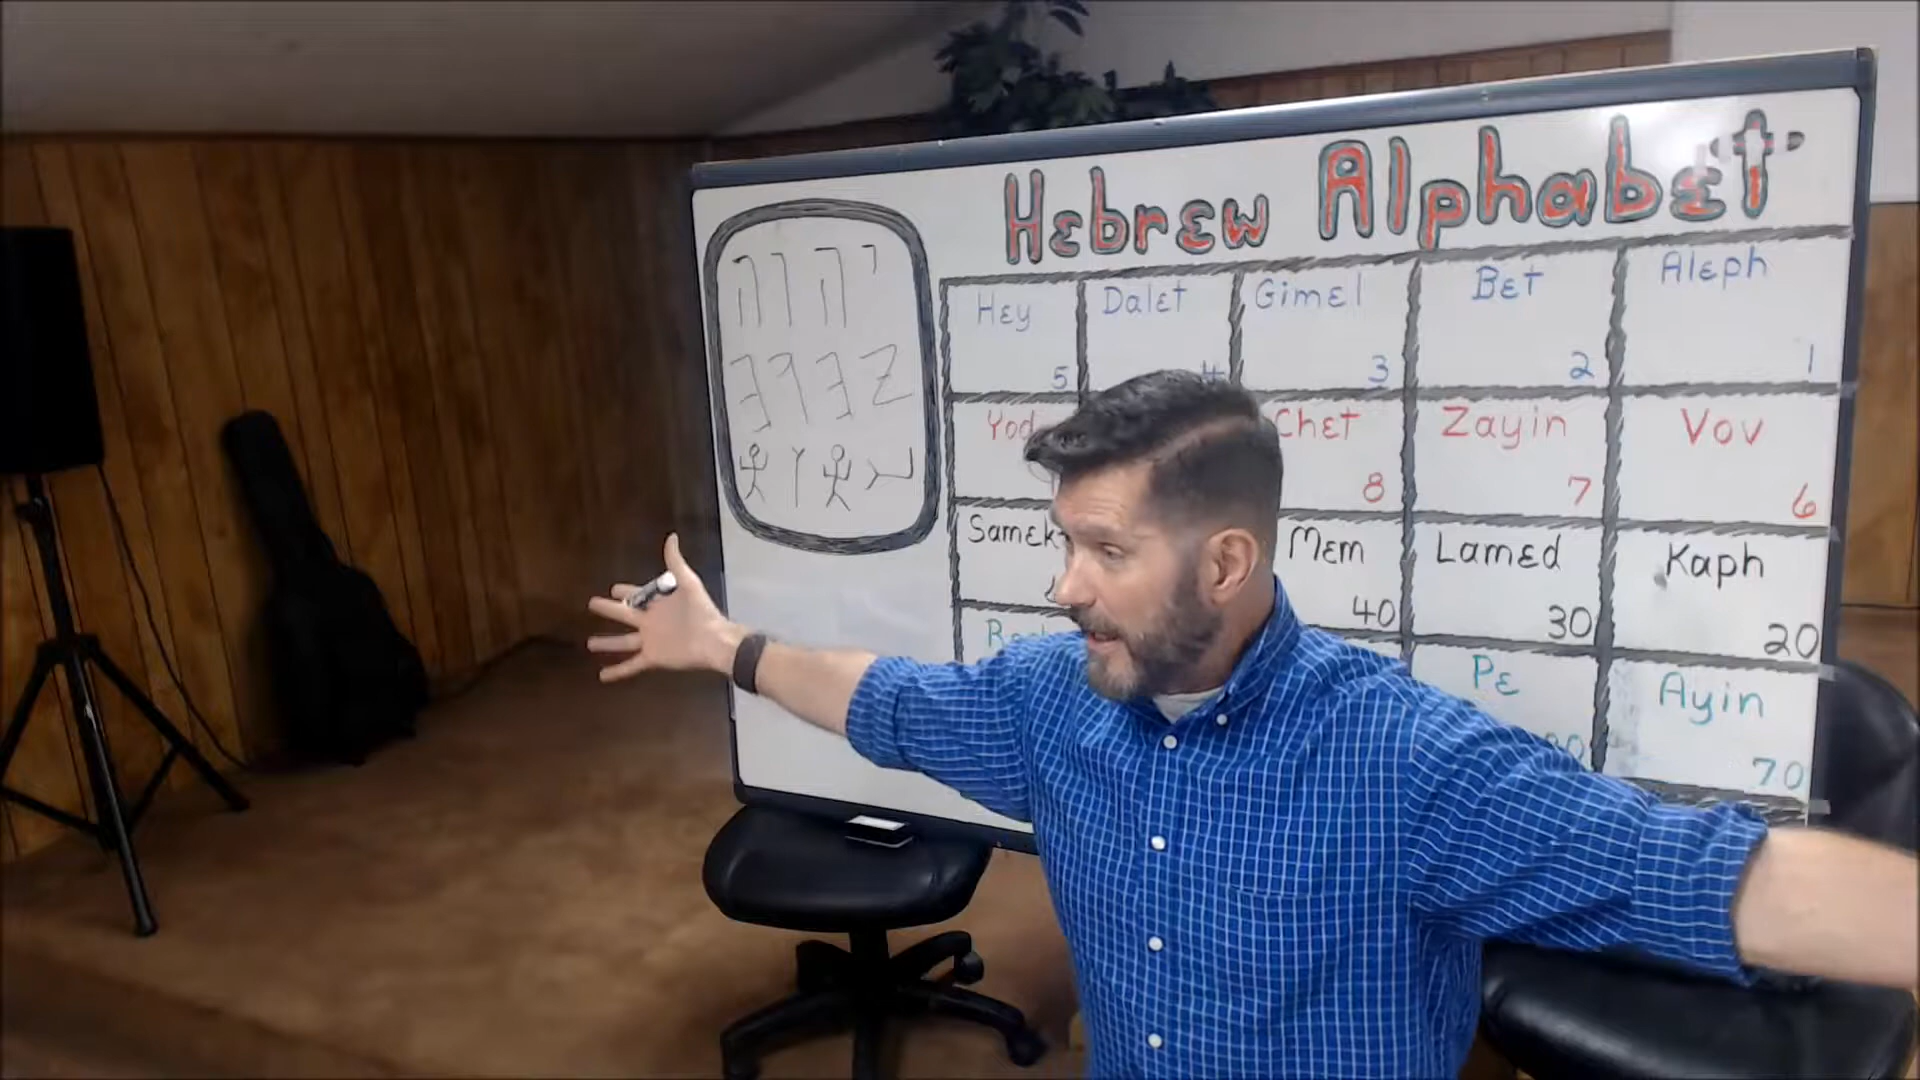 Hebrew Alphabet
יהוה
Hey Dalet Gimel Bet Aleph
5 4 3 2 1
Yod Chet Zayin Vov
8 7 6
Samek Mem Lamed Kaph
40 30 20
Pe Ayin
70